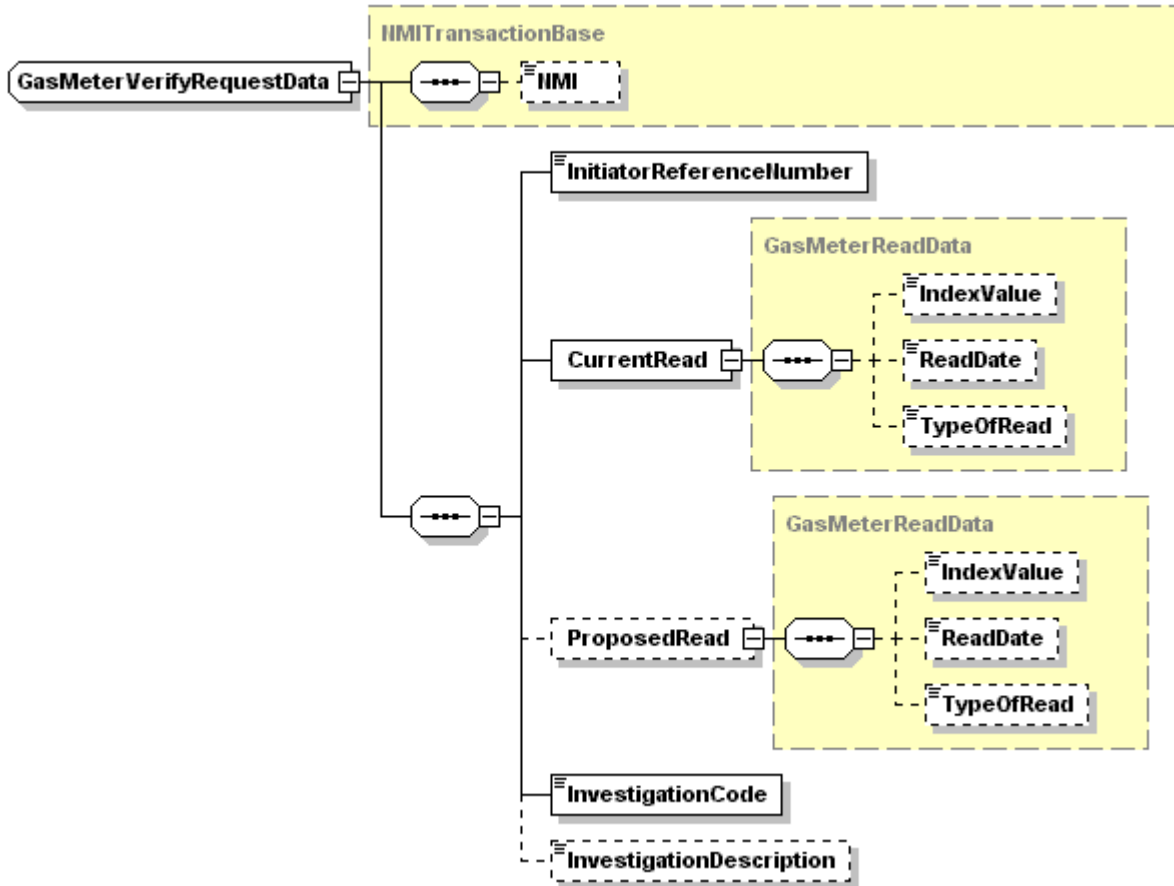 NMITransactionBase
GasMeterVerifyRequestData
NMI
InitiatorReferenceNumber
GasMeterReadData
IndexValue
CurrentRead
ReadDate
TypeOfRead
GasMeterReadData
IndexValue
ProposedRead
ReadDate
TypeOfRead
InvestigationCode
InvestigationDescription